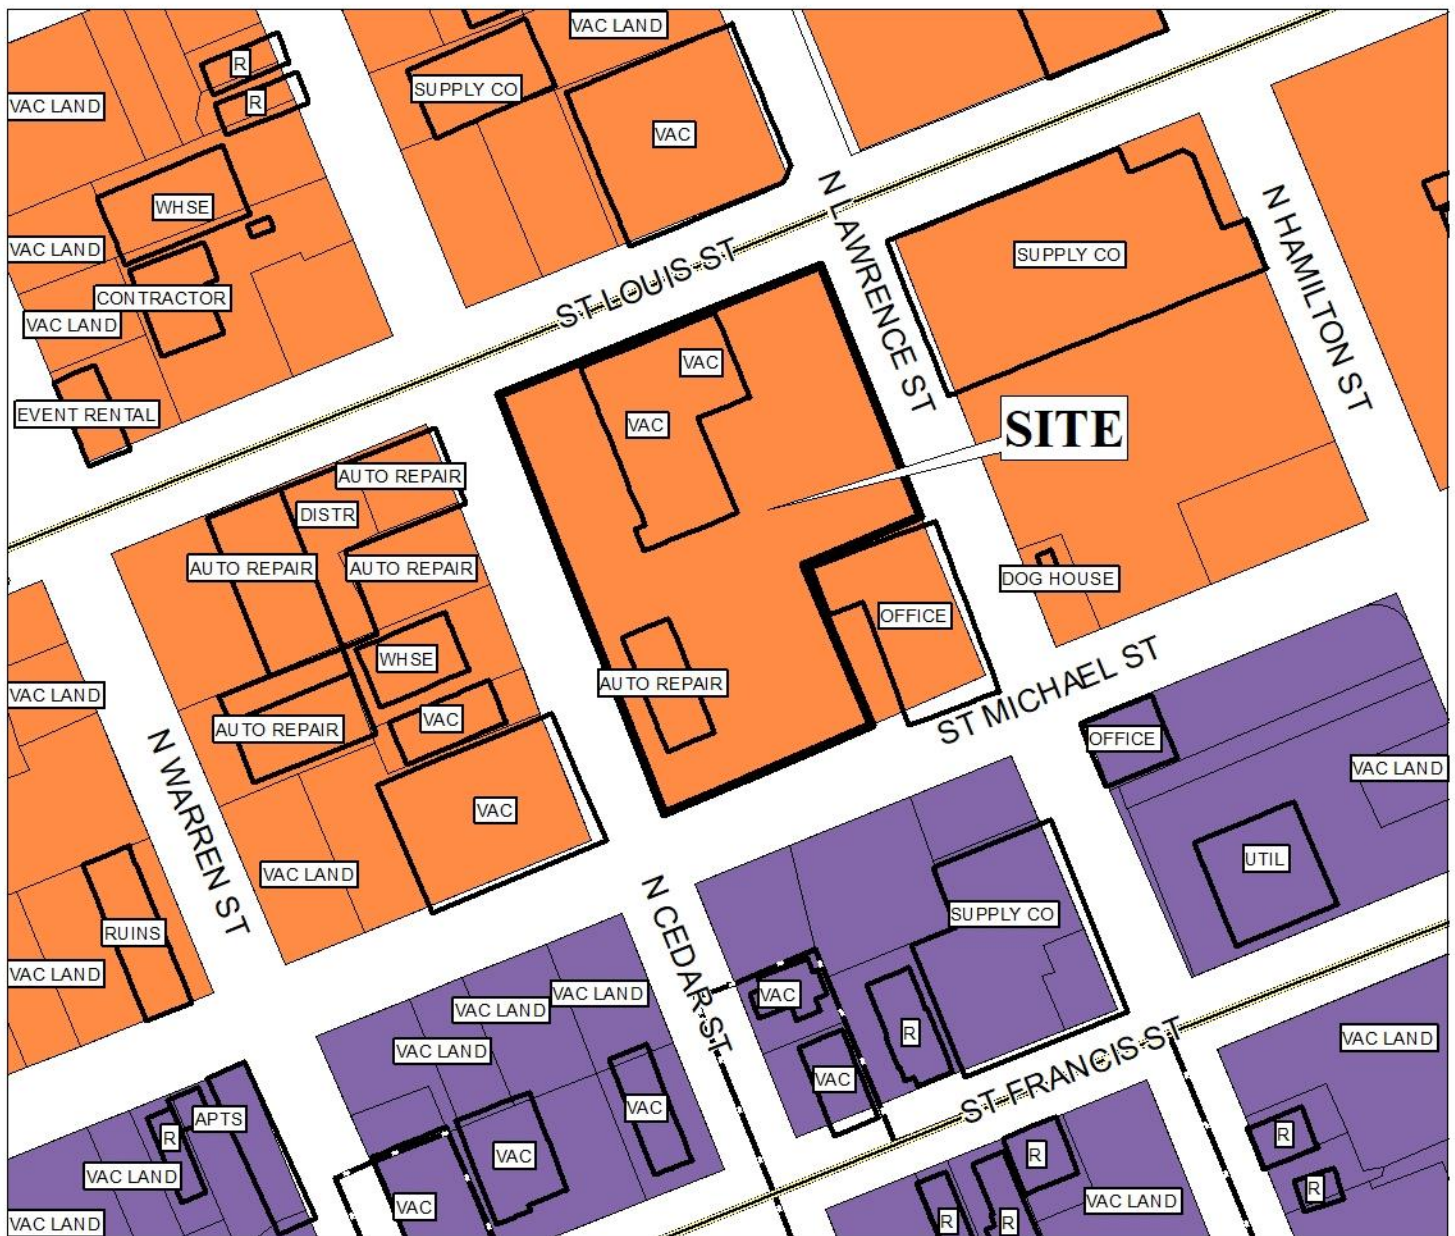 VAC LAND
R
SUPPLY CO
R
VAC LAND
VAC
WHSE
N LAWRENCE ST
N HAMILTON ST
VAC LAND
SUPPLY CO
CONTRACTOR
ST LOUIS ST
VAC LAND
VAC
EVENT RENTAL
VAC
SITE
AUTO REPAIR
DISTR
AUTO REPAIR
AUTO REPAIR
DOG HOUSE
OFFICE
WHSE
AUTO REPAIR
VAC LAND
VAC
AUTO REPAIR
ST MICHAEL ST
OFFICE
VAC LAND
N WARREN ST
VAC
UTIL
VAC LAND
N CEDAR ST
SUPPLY CO
RUINS
VAC LAND
VAC LAND
VAC
VAC LAND
R
VAC LAND
VAC LAND
ST FRANCIS ST
VAC
VAC
APTS
R
R
R
VAC
VAC LAND
R
VAC
VAC LAND
VAC LAND
R
R